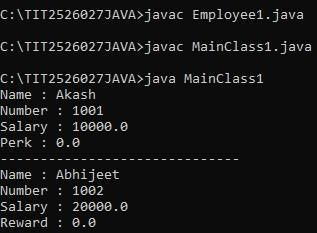 C:\TIT2526027JAVA>javac Employee1.java
C:\TIT2526027JAVA>javac MainClass1.java
C:\TIT2526027JAVA>java MainClass1
Name : Akash
Number : 1001
Salary : 10000.0
Perk : 0.0
------------------------------
Name : Abhijeet
Number : 1002
Salary : 20000.0
Reward : 0.0